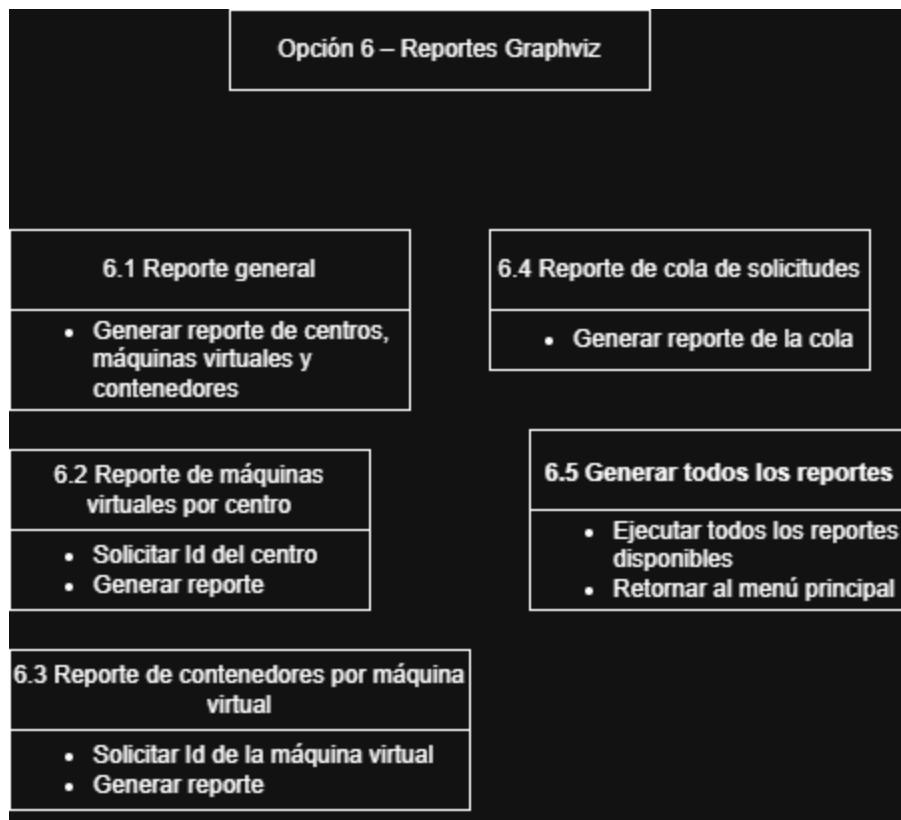 Opción 6 – Reportes Graphviz
6.1 Reporte general
• Generar reporte de centros,
máquinas virtuales y
contenedores
6.2 Reporte de máquinas
virtuales por centro
• Solicitar Id del centro
• Generar reporte
6.3 Reporte de contenedores por máquina
virtual
• Solicitar Id de la máquina virtual
• Generar reporte
6.4 Reporte de cola de solicitudes
• Generar reporte de la cola
6.5 Generar todos los reportes
• Ejecutar todos los reportes
disponibles
• Retornar al menú principal